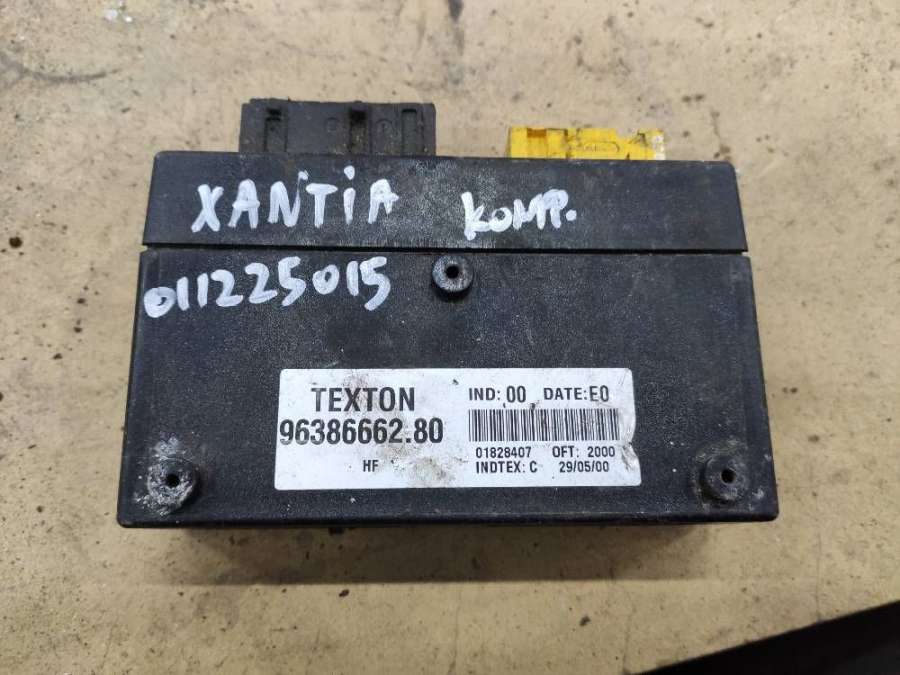 XANTiA KOMP.
011225015
TEXTON
96386662.80
HF
IND: 00 DATE: E0
01828407 OFT: 2000
INDTEX: C 29/05/00